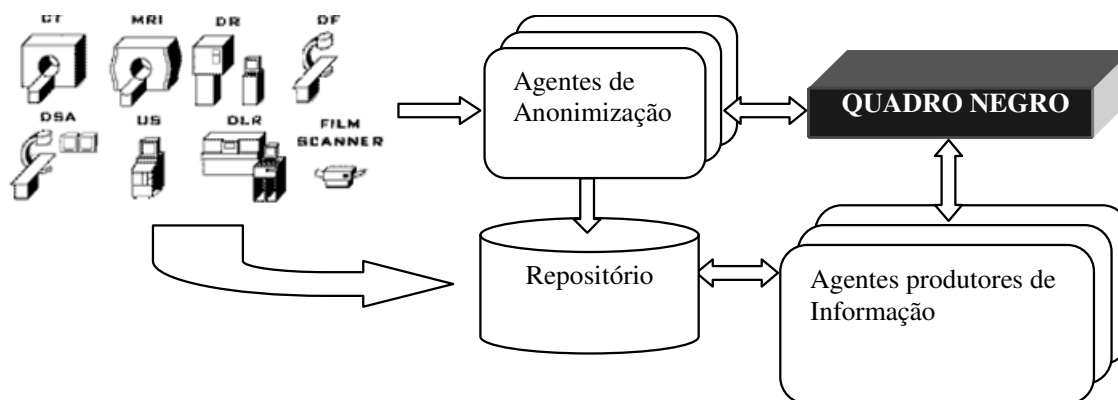 CT MRI DR DF
DSA US DLR FILM
SCANNER
Agentes de
Anonimização
QUADRO NEGRO
Repositório
Agentes produtores de
Informação